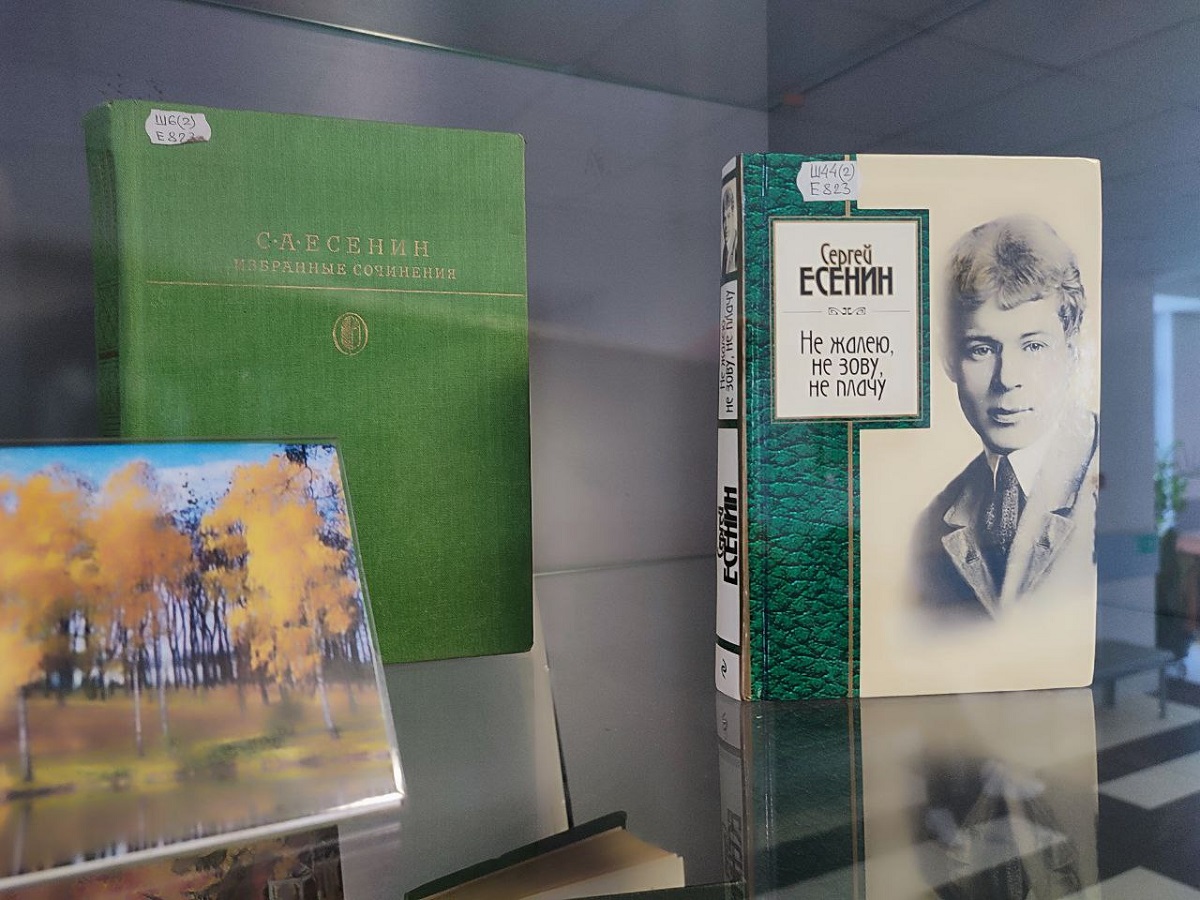 Ш6(2)
С·А·ЕСЕНИН
ИЗБРАННЫЕ СОЧИНЕНИЯ
Ш44(2)
Е823
Сергей
ЕСЕНИН
Не жалею,
не зову,
не плачу
Не жалею,
не зову, не плачу
Сергей
ЕСЕНИН